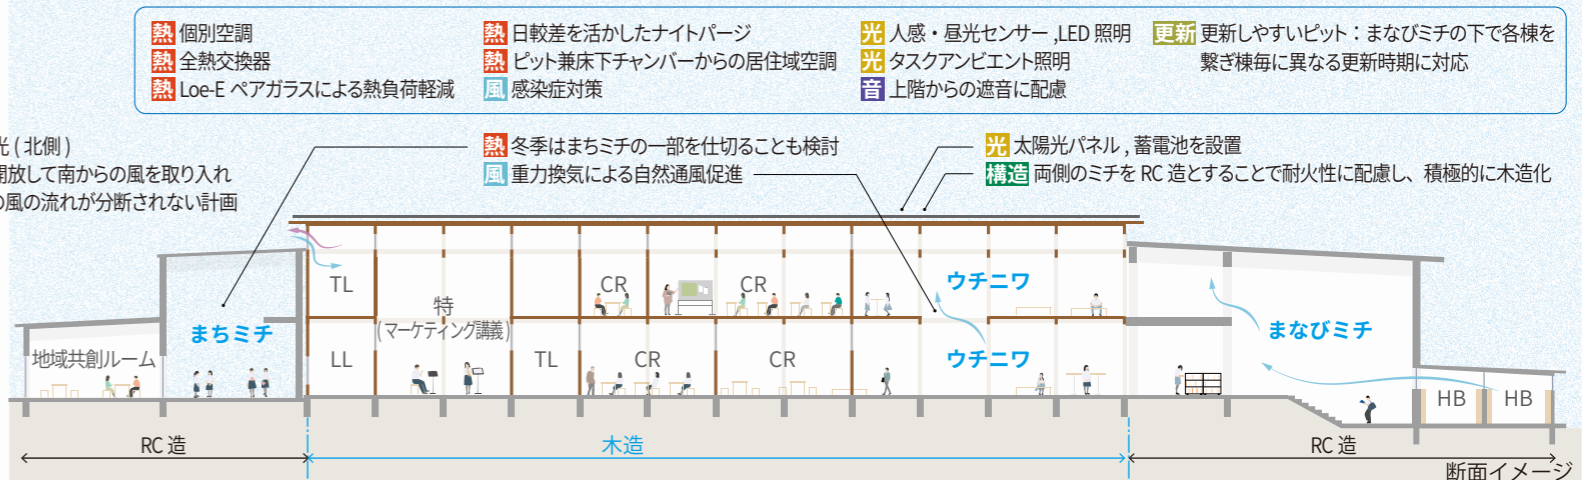 熱 個別空調
熱 全熱交換器
熱 Loe-E ペアガラスによる熱負荷軽減
熱 日較差を活かしたナイトパージ
熱 ピット兼床下チャンバーからの居住域空調
風 感染症対策
光 人感・昼光センサー ,LED 照明
光 タスクアンビエント照明
音 上階からの遮音に配慮
更新 更新しやすいピット：まなびミチの下で各棟を
繋ぎ棟毎に異なる更新時期に対応
光 ( 北側 )
開放して南からの風を取り入れ
の風の流れが分断されない計画
熱 冬季はまちミチの一部を仕切ることも検討
風 重力換気による自然通風促進
光 太陽光パネル , 蓄電池を設置
構造 両側のミチを RC 造とすることで耐火性に配慮し、積極的に木造化
TL
特
( マーケティング講義 )
CR
CR
ウチニワ
まちミチ
地域共創ルーム
LL
TL
CR
CR
ウチニワ
まなびミチ
HB
HB
RC 造
木造
RC 造
断面イメージ